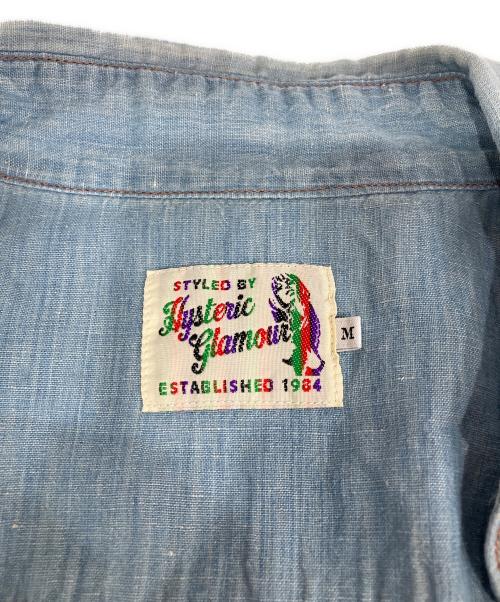 STYLED BY
Hysteric
Glamour
ESTABLISHED 1984
M